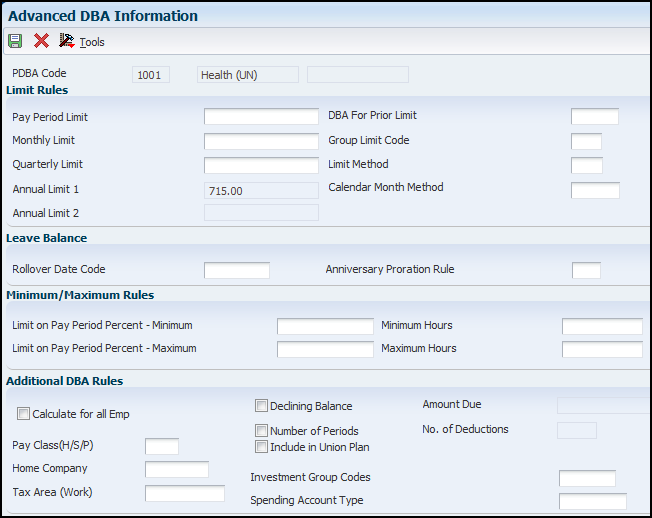 Advanced DBA Information
Tools
PDBA Code 1001 Health (UN)
Limit Rules
Pay Period Limit DBA For Prior Limit
Monthly Limit Group Limit Code
Quarterly Limit Limit Method
Annual Limit 1 715.00 Calendar Month Method
Annual Limit 2
Leave Balance
Rollover Date Code Anniversary Proration Rule
Minimum/Maximum Rules
Limit on Pay Period Percent - Minimum Minimum Hours
Limit on Pay Period Percent - Maximum Maximum Hours
Additional DBA Rules
Calculate for all Emp Declining Balance Amount Due
Number of Periods No. of Deductions
Pay Class(H/S/P) Include in Union Plan
Home Company
Investment Group Codes
Tax Area (Work)
Spending Account Type